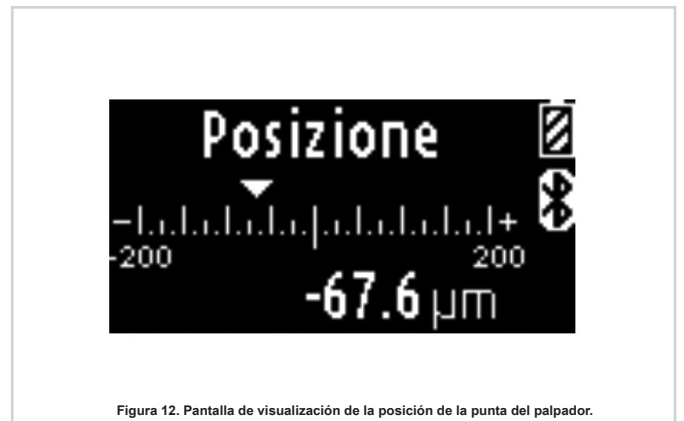 Posizione
- +
-200 200
-67.6 µm
Figura 12. Pantalla de visualización de la posición de la punta del palpador.